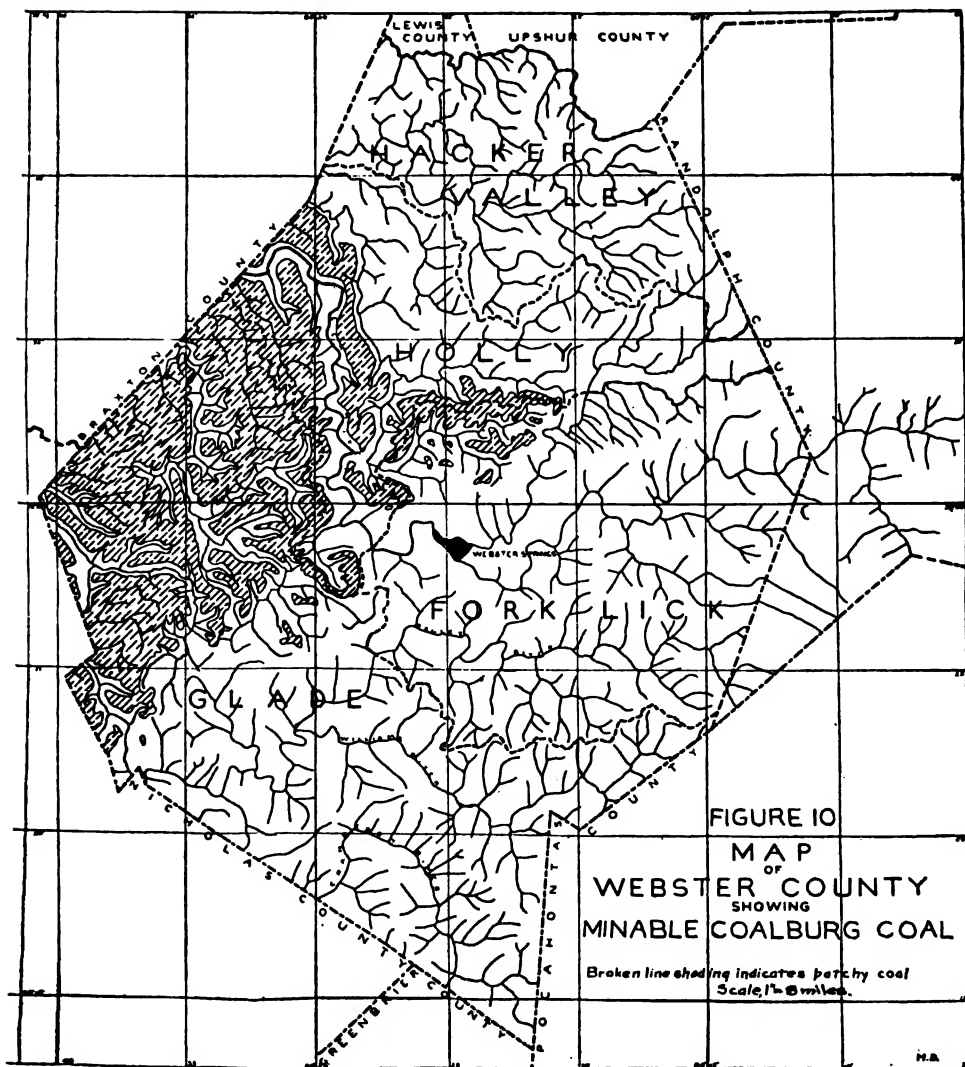 LEWIS
COUNTY
UPSHUR COUNTY
HACKER
VALLEY
RANDOLPH COUNTY
BRAXTON COUNTY
HOLLY
WEBSTER SPRINGS
FORK LICK
GLADE
WILLIAMS
NICHOLAS COUNTY
GREENBRIER COUNTY
POCAHONTAS COUNTY
FIGURE 10
MAP
OF
WEBSTER COUNTY
SHOWING
MINABLE COALBURG COAL
Broken line shading indicates patchy coal
Scale, 1"=8 miles.
H.B.